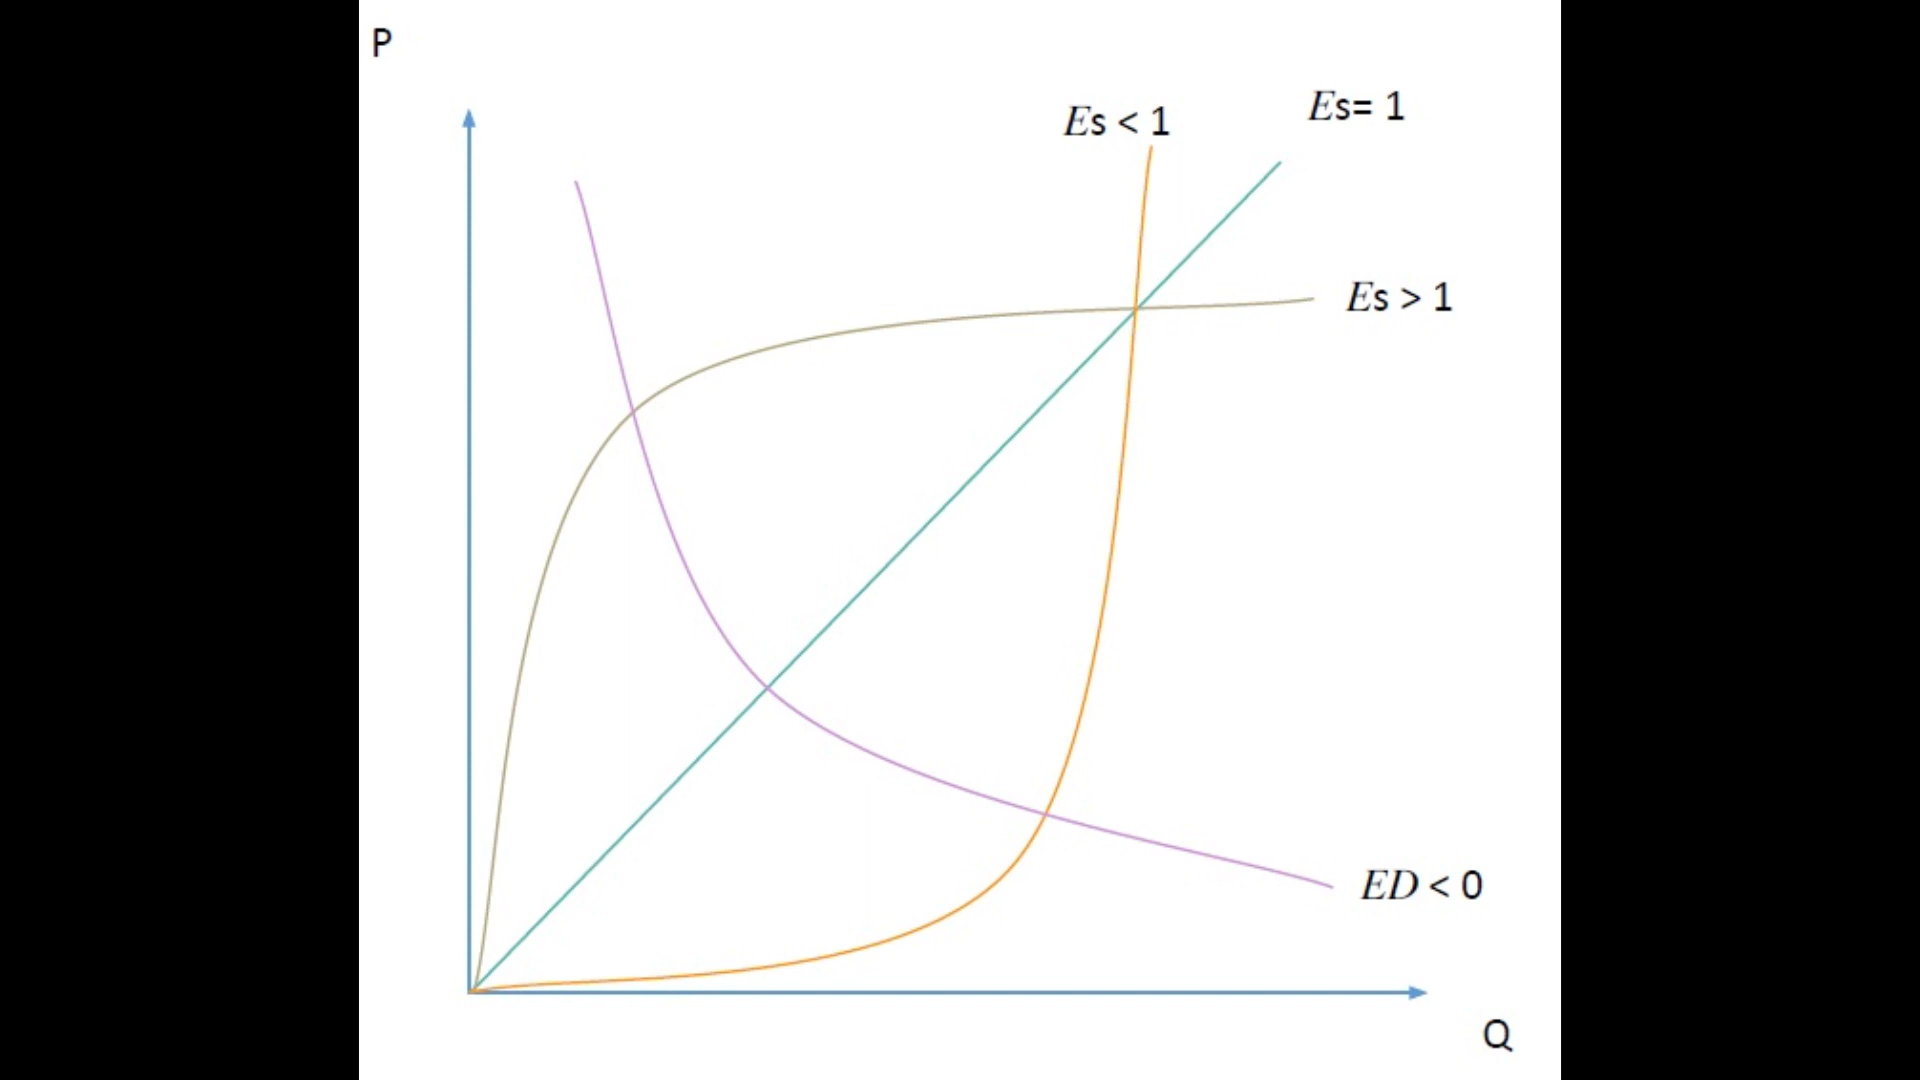 P
Es < 1
Es= 1
Es > 1
ED < 0
Q